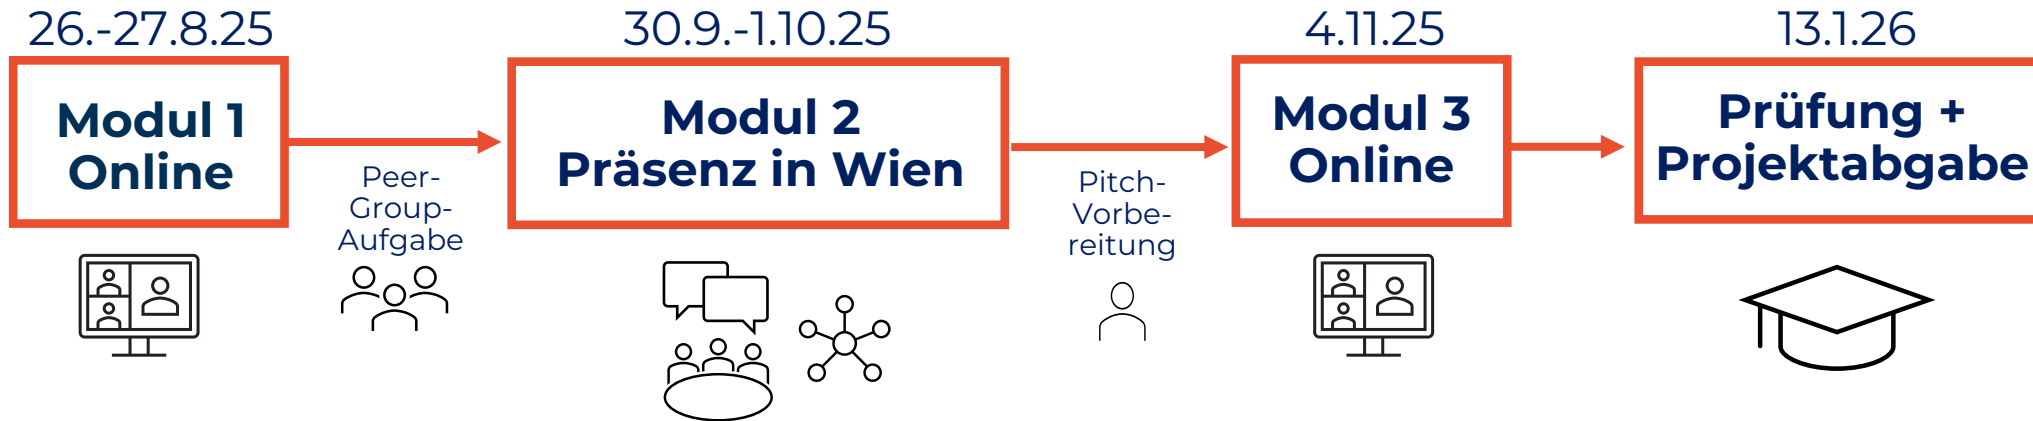 26.-27.8.25
Modul 1
Online
Peer-
Group-
Aufgabe
30.9.-1.10.25
Modul 2
Präsenz in Wien
Pitch-
Vorbe-
reitung
4.11.25
Modul 3
Online
13.1.26
Prüfung +
Projektabgabe